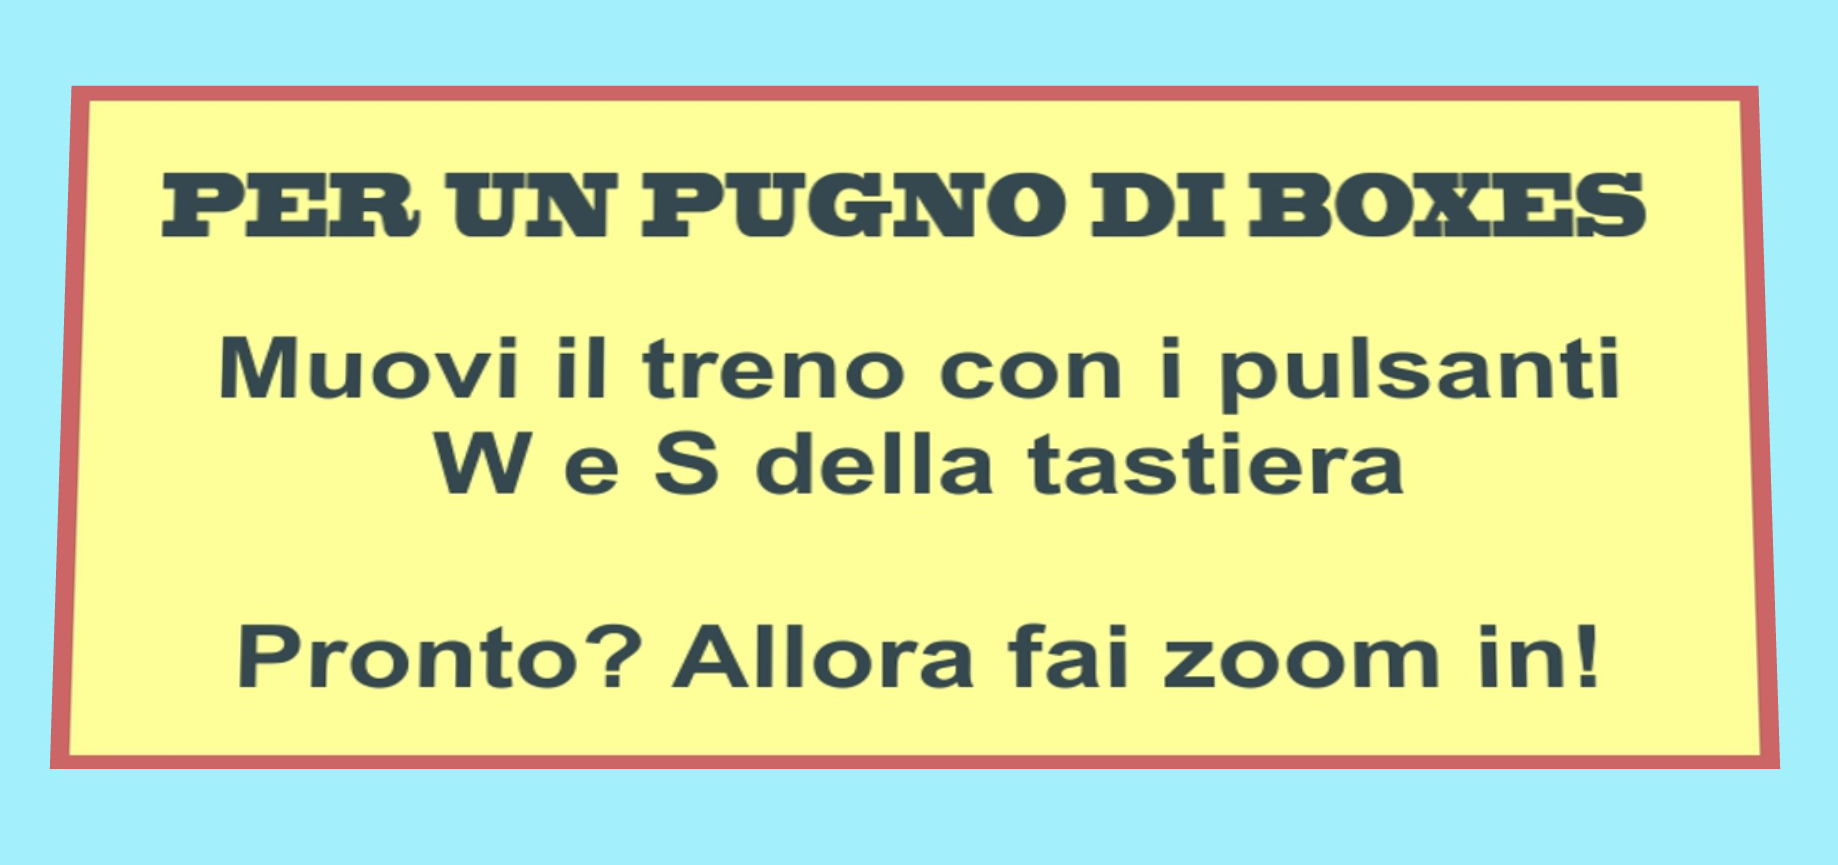 PER UN PUGNO DI BOXES
Muovi il treno con i pulsanti
W e S della tastiera
Pronto? Allora fai zoom in!